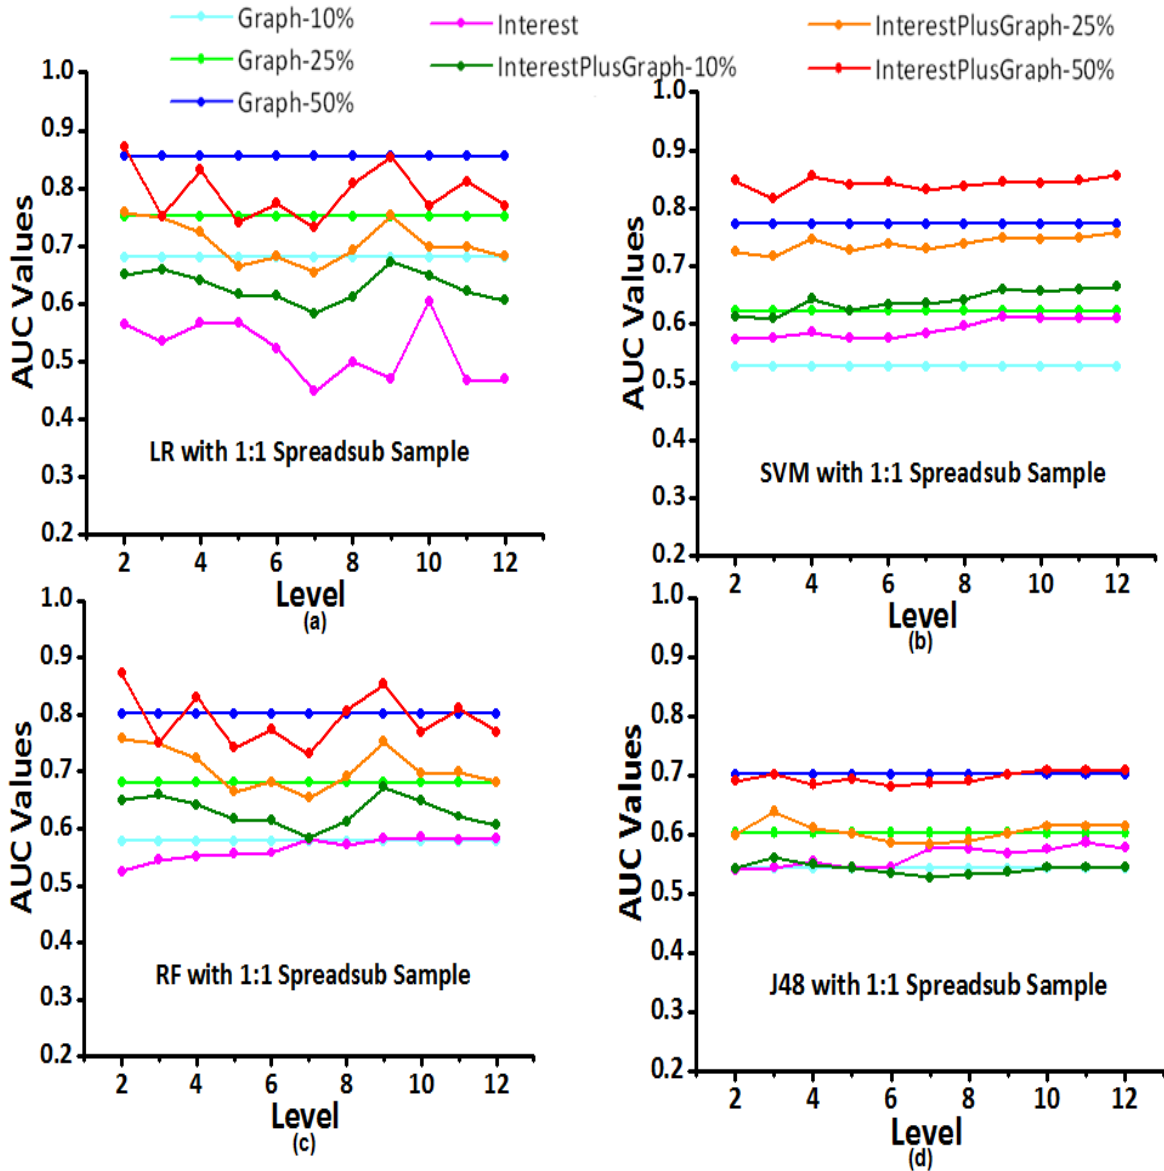 Graph-10%
Interest
InterestPlusGraph-25%
Graph-25%
InterestPlusGraph-10%
InterestPlusGraph-50%
Graph-50%
AUC Values
1.0
0.9
0.8
0.7
0.6
0.5
0.4
0.3
0.2
LR with 1:1 Spreadsub Sample
2 4 6 8 10 12
Level
(a)
AUC Values
1.0
0.9
0.8
0.7
0.6
0.5
0.4
0.3
0.2
SVM with 1:1 Spreadsub Sample
2 4 6 8 10 12
Level
(b)
AUC Values
1.0
0.9
0.8
0.7
0.6
0.5
0.4
0.3
0.2
RF with 1:1 Spreadsub Sample
2 4 6 8 10 12
Level
(c)
AUC Values
1.0
0.9
0.8
0.7
0.6
0.5
0.4
0.3
0.2
J48 with 1:1 Spreadsub Sample
2 4 6 8 10 12
Level
(d)